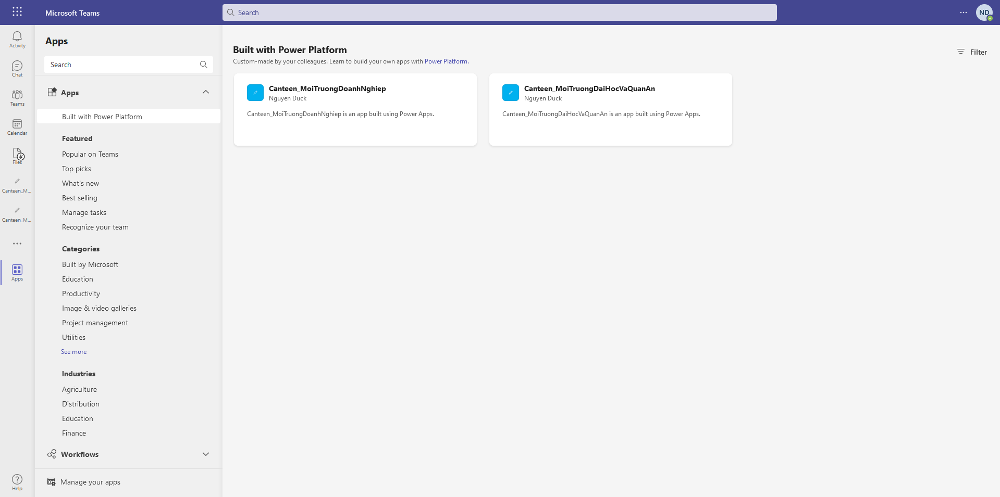 Microsoft Teams
Search
ND
Activity
Chat
Teams
Calendar
Files
Canteen_M...
Canteen_M...
Apps
Help
Apps
Search
Apps
Built with Power Platform
Featured
Popular on Teams
Top picks
What's new
Best selling
Manage tasks
Recognize your team
Categories
Built by Microsoft
Education
Productivity
Image & video galleries
Project management
Utilities
See more
Industries
Agriculture
Distribution
Education
Finance
Workflows
Manage your apps
Built with Power Platform
Custom-made by your colleagues. Learn to build your own apps with Power Platform.
Filter
Canteen_MoiTruongDoanhNghiep
Nguyen Duck
Canteen_MoiTruongDoanhNghiep is an app built using Power Apps.
Canteen_MoiTruongDaiHocVaQuanAn
Nguyen Duck
Canteen_MoiTruongDaiHocVaQuanAn is an app built using Power Apps.